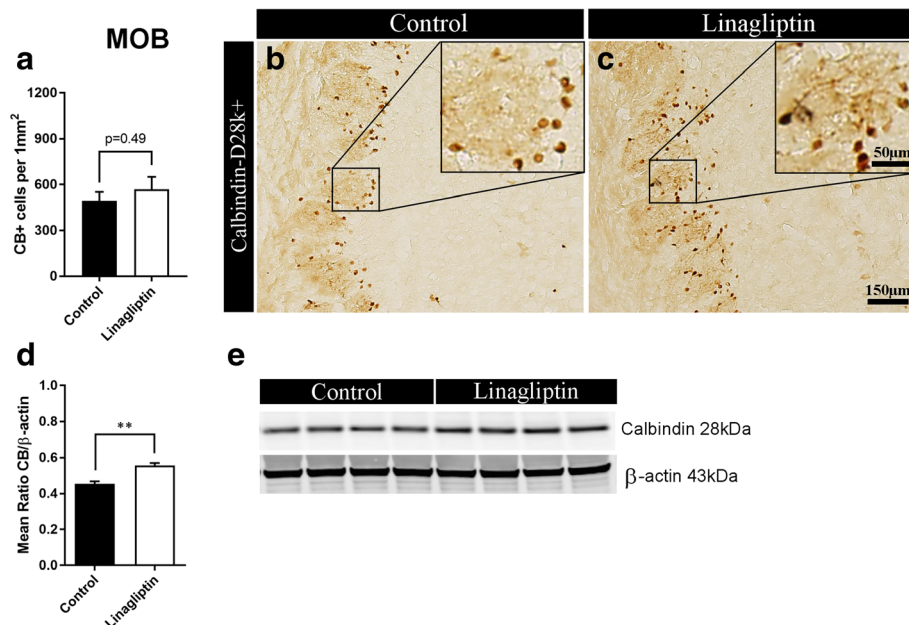 MOB
a
CB+ cells per 1mm²
1200
900
600
300
0
p=0.49
Control
Linagliptin
Control
Linagliptin
Calbindin-D28k+
b
c
50µm
150µm
d
Mean Ratio CB/β-actin
1.0
0.8
0.6
0.4
0.2
0.0
**
Control
Linagliptin
e
Control
Linagliptin
Calbindin 28kDa
β-actin 43kDa